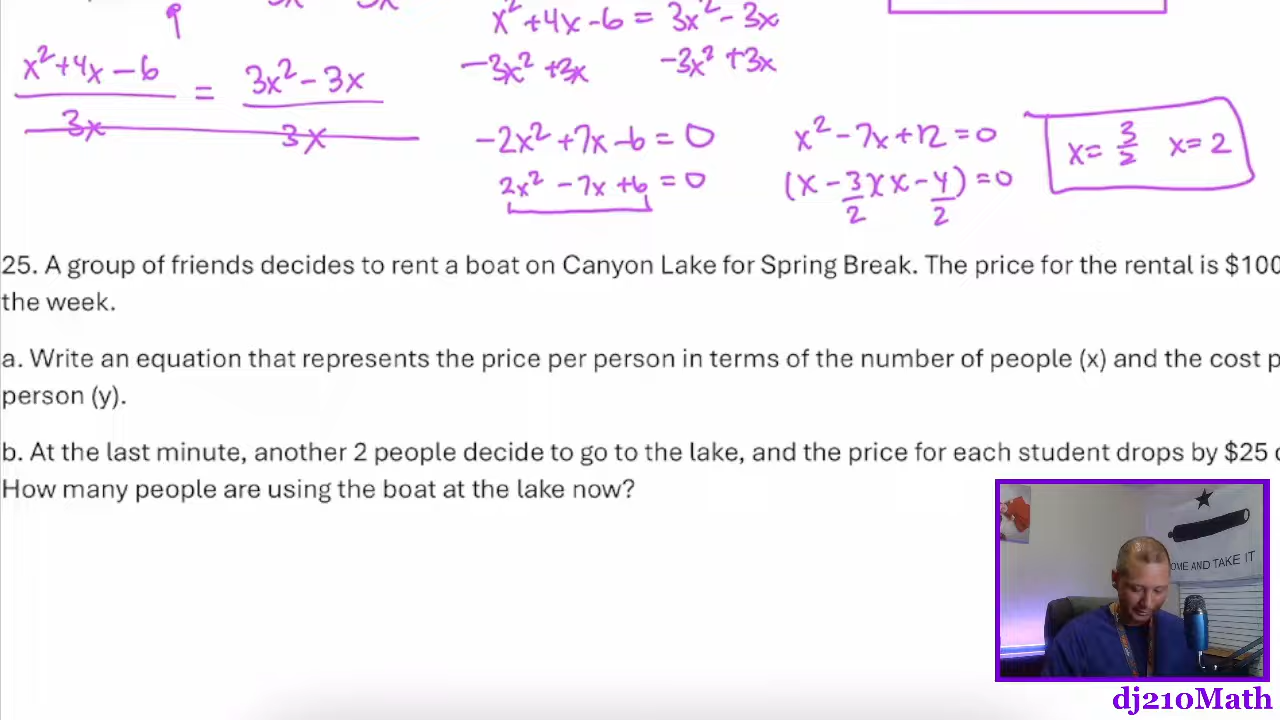 x² + 4x - 6 = 3x² - 3x
-3x² + 3x -3x² + 3x
x² + 4x - 6 = 3x² - 3x
3x 3x
-2x² + 7x - 6 = 0
2x² - 7x + 6 = 0
x² - 7x + 12 = 0
(x - 3/2)(x - 4/2) = 0
x = 3/2 x = 2
25. A group of friends decides to rent a boat on Canyon Lake for Spring Break. The price for the rental is $100
the week.
a. Write an equation that represents the price per person in terms of the number of people (x) and the cost p
person (y).
b. At the last minute, another 2 people decide to go to the lake, and the price for each student drops by $25
How many people are using the boat at the lake now?
COME AND TAKE IT
dj210Math